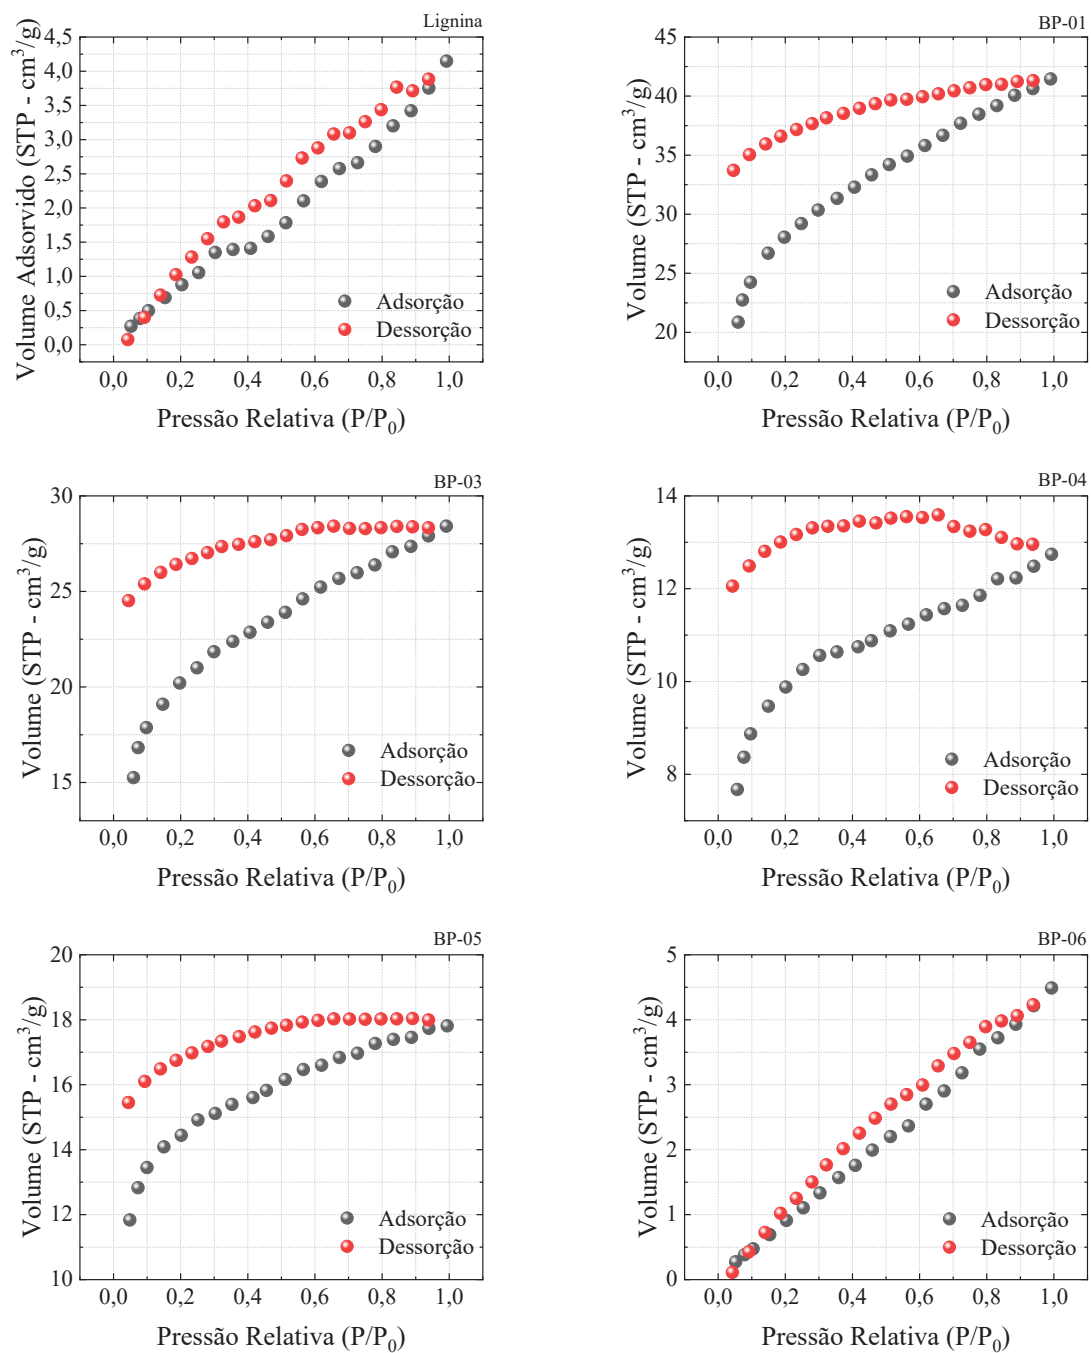 Lignina
Volume Adsorvido (STP - cm³/g)
4,5
4,0
3,5
3,0
2,5
2,0
1,5
1,0
0,5
0,0
Adsorção
Dessorção
0,0 0,2 0,4 0,6 0,8 1,0
Pressão Relativa (P/P₀)
BP-01
Volume (STP - cm³/g)
45
40
35
30
25
20
Adsorção
Dessorção
0,0 0,2 0,4 0,6 0,8 1,0
Pressão Relativa (P/P₀)
BP-03
Volume (STP - cm³/g)
30
25
20
15
Adsorção
Dessorção
0,0 0,2 0,4 0,6 0,8 1,0
Pressão Relativa (P/P₀)
BP-04
Volume (STP - cm³/g)
14
12
10
8
Adsorção
Dessorção
0,0 0,2 0,4 0,6 0,8 1,0
Pressão Relativa (P/P₀)
BP-05
Volume (STP - cm³/g)
20
18
16
14
12
10
Adsorção
Dessorção
0,0 0,2 0,4 0,6 0,8 1,0
Pressão Relativa (P/P₀)
BP-06
Volume (STP - cm³/g)
5
4
3
2
1
0
Adsorção
Dessorção
0,0 0,2 0,4 0,6 0,8 1,0
Pressão Relativa (P/P₀)